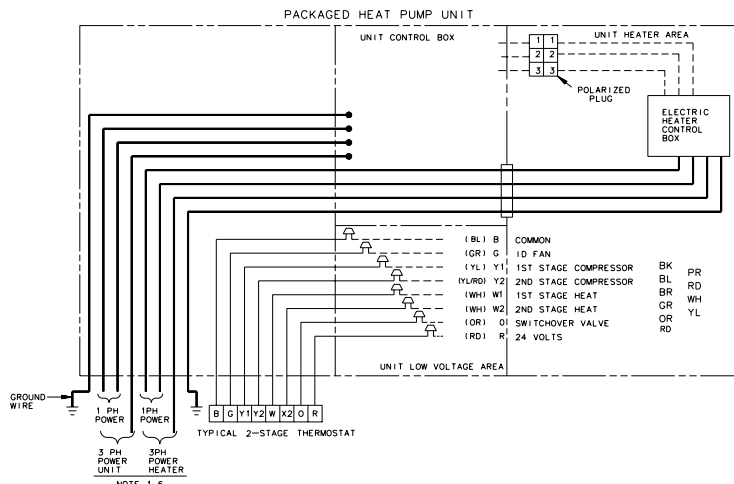 PACKAGED HEAT PUMP UNIT
UNIT CONTROL BOX
UNIT HEATER AREA
1 1
2 2
3 3
POLARIZED
PLUG
ELECTRIC
HEATER
CONTROL
BOX
(BL) B COMMON
(GR) G ID FAN
(YL) Y1 1ST STAGE COMPRESSOR
(YL/RD) Y2 2ND STAGE COMPRESSOR
(WH) W1 1ST STAGE HEAT
(WH) W2 2ND STAGE HEAT
(OR) O SWITCHOVER VALVE
(RD) R 24 VOLTS
BK
BL
BR
GR
OR
RD
PR
RD
WH
YL
UNIT LOW VOLTAGE AREA
GROUND
WIRE
1 PH
POWER
1PH
POWER
B G Y1 Y2 W X2 O R
TYPICAL 2-STAGE THERMOSTAT
3 PH
POWER
UNIT
3PH
POWER
HEATER
NOTE 1,6